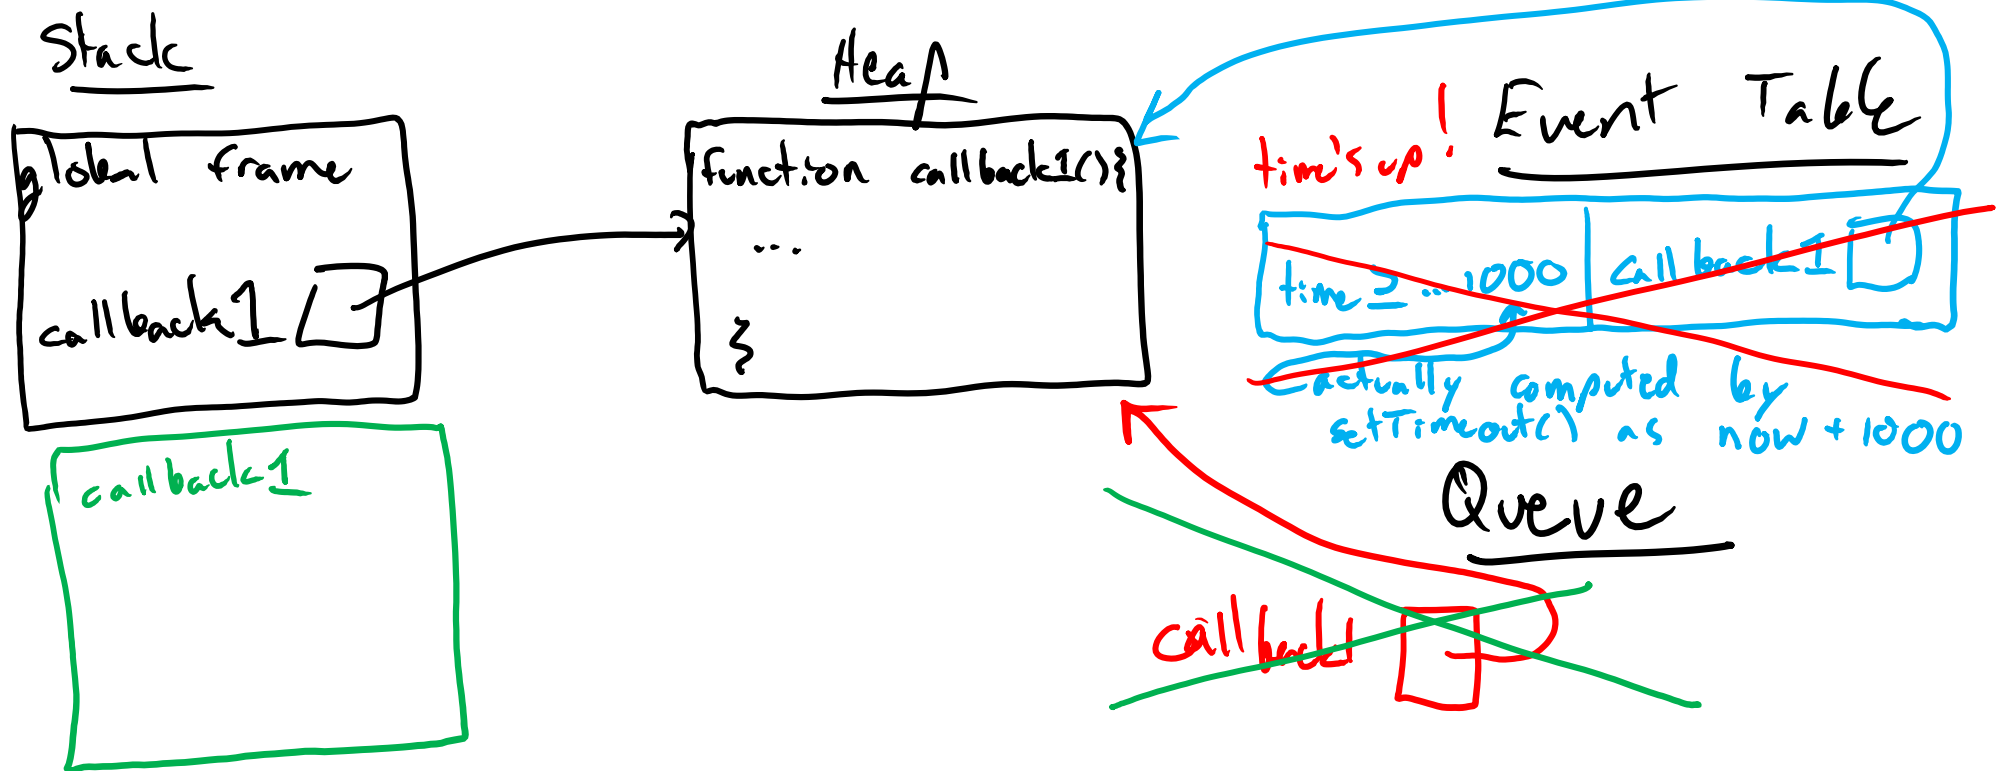 Stack
global frame
callback1
callback1
Heap
function callback1(){
...
}
time's up!
Event Table
time ≥ ...1000
callback1
actually computed by
setTimeout() as now + 1000
Queue
callback1